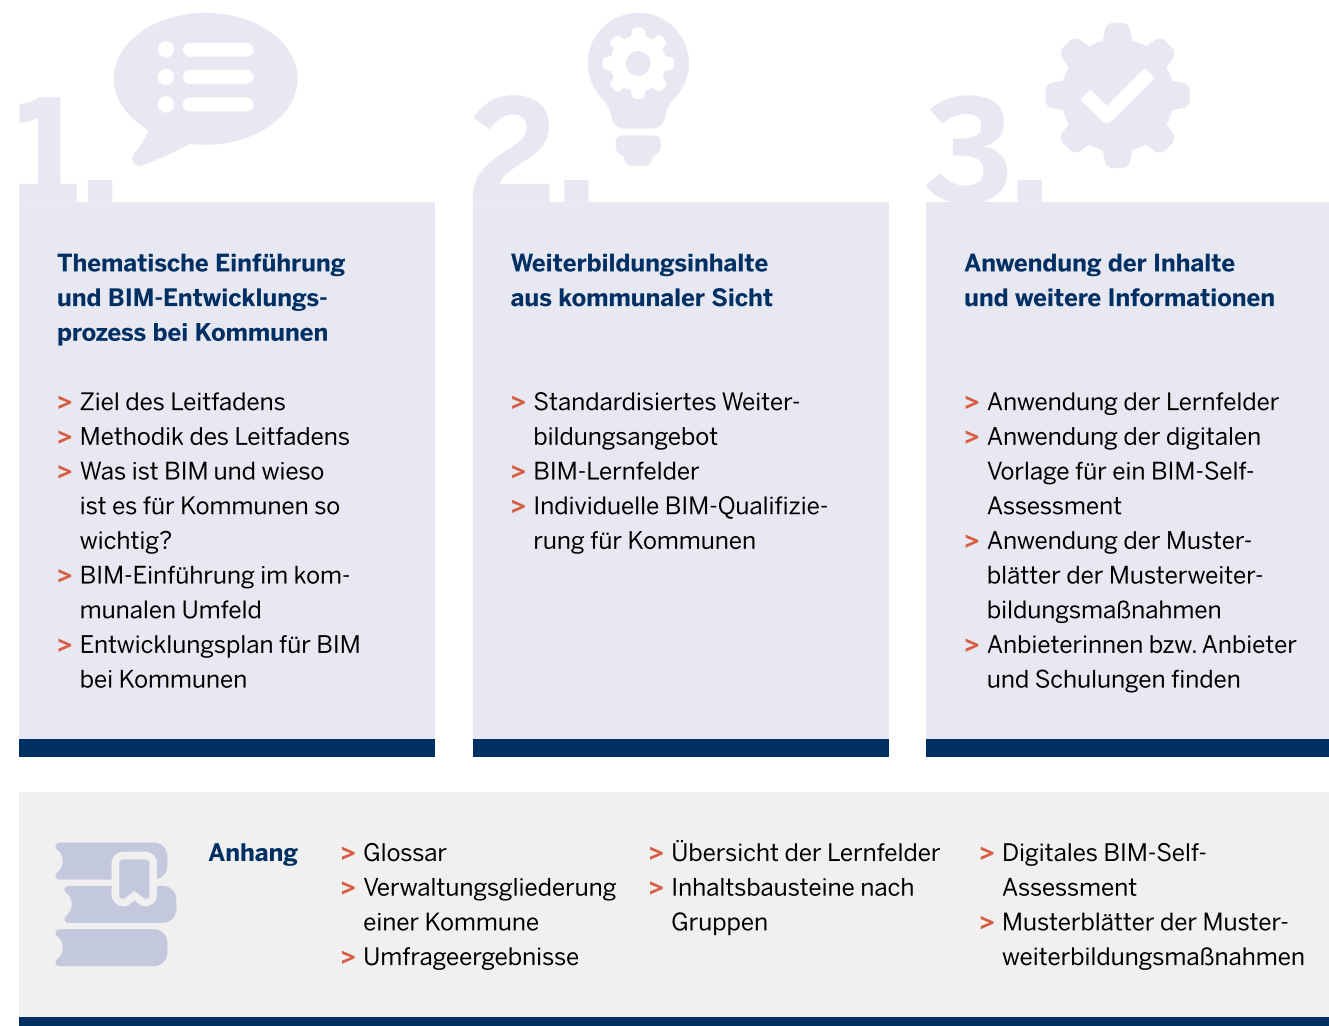 1.
Thematische Einführung
und BIM-Entwicklungs-
prozess bei Kommunen
> Ziel des Leitfadens
> Methodik des Leitfadens
> Was ist BIM und wieso
ist es für Kommunen so
wichtig?
> BIM-Einführung im kom-
munalen Umfeld
> Entwicklungsplan für BIM
bei Kommunen
2.
Weiterbildungsinhalte
aus kommunaler Sicht
> Standardisiertes Weiter-
bildungsangebot
> BIM-Lernfelder
> Individuelle BIM-Qualifizie-
rung für Kommunen
3.
Anwendung der Inhalte
und weitere Informationen
> Anwendung der Lernfelder
> Anwendung der digitalen
Vorlage für ein BIM-Self-
Assessment
> Anwendung der Muster-
blätter der Musterweiter-
bildungsmaßnahmen
> Anbieterinnen bzw. Anbieter
und Schulungen finden
Anhang
> Glossar
> Verwaltungsgliederung
einer Kommune
> Umfrageergebnisse
> Übersicht der Lernfelder
> Inhaltsbausteine nach
Gruppen
> Digitales BIM-Self-
Assessment
> Musterblätter der Muster-
weiterbildungsmaßnahmen